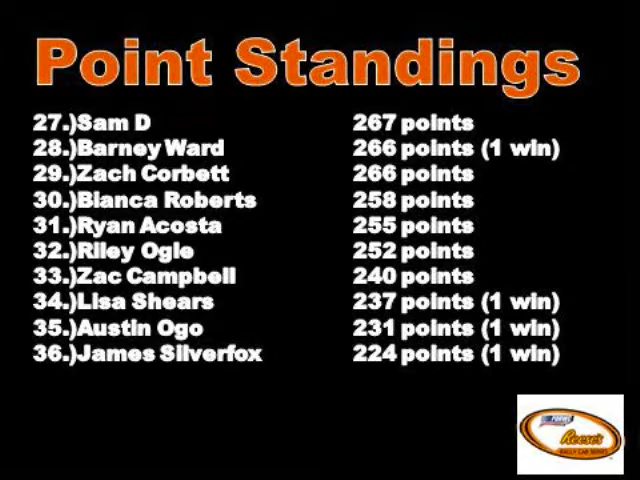 Point Standings
27.)Sam D 267 points
28.)Barney Ward 266 points (1 win)
29.)Zach Corbett 266 points
30.)Bianca Roberts 258 points
31.)Ryan Acosta 255 points
32.)Riley Ogle 252 points
33.)Zac Campbell 240 points
34.)Lisa Shears 237 points (1 win)
35.)Austin Ogo 231 points (1 win)
36.)James Silverfox 224 points (1 win)
Reese's
RALLY CAR SERIES